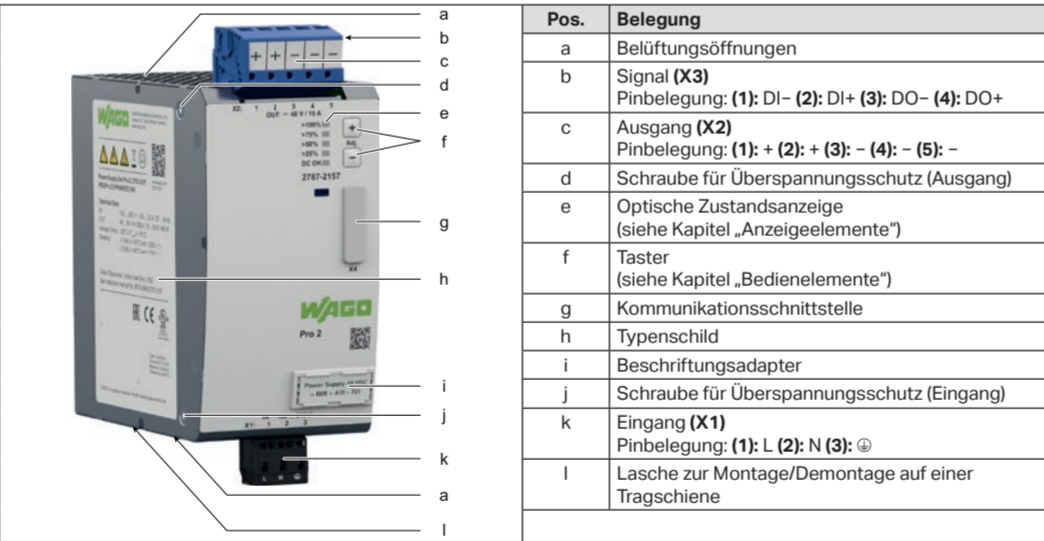 a
b
c
d
e
f
g
h
i
j
k
a
l
+ + − − −
X2: 1 2 3 4 5
OUT: 48 V / 10 A
>100%
>75%
>50%
>25%
DC OK
+
Adj.
−
2787-2157
X4
WAGO
WAGO
Pro 2
Power Supply 48 VDC
X1: 1 2 3
L N
Pos. Belegung
a Belüftungsöffnungen
b Signal (X3)
Pinbelegung: (1): DI− (2): DI+ (3): DO− (4): DO+
c Ausgang (X2)
Pinbelegung: (1): + (2): + (3): − (4): − (5): −
d Schraube für Überspannungsschutz (Ausgang)
e Optische Zustandsanzeige
(siehe Kapitel „Anzeigeelemente“)
f Taster
(siehe Kapitel „Bedienelemente“)
g Kommunikationsschnittstelle
h Typenschild
i Beschriftungsadapter
j Schraube für Überspannungsschutz (Eingang)
k Eingang (X1)
Pinbelegung: (1): L (2): N (3): ⏚
l Lasche zur Montage/Demontage auf einer
Tragschiene